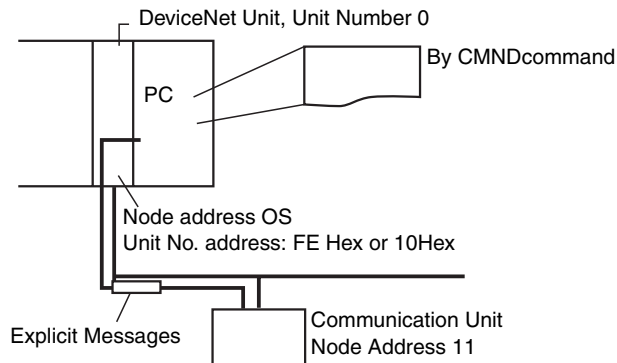 DeviceNet Unit, Unit Number 0
By CMNDcommand
PC
Node address OS
Unit No. address: FE Hex or 10Hex
Explicit Messages
Communication Unit
Node Address 11